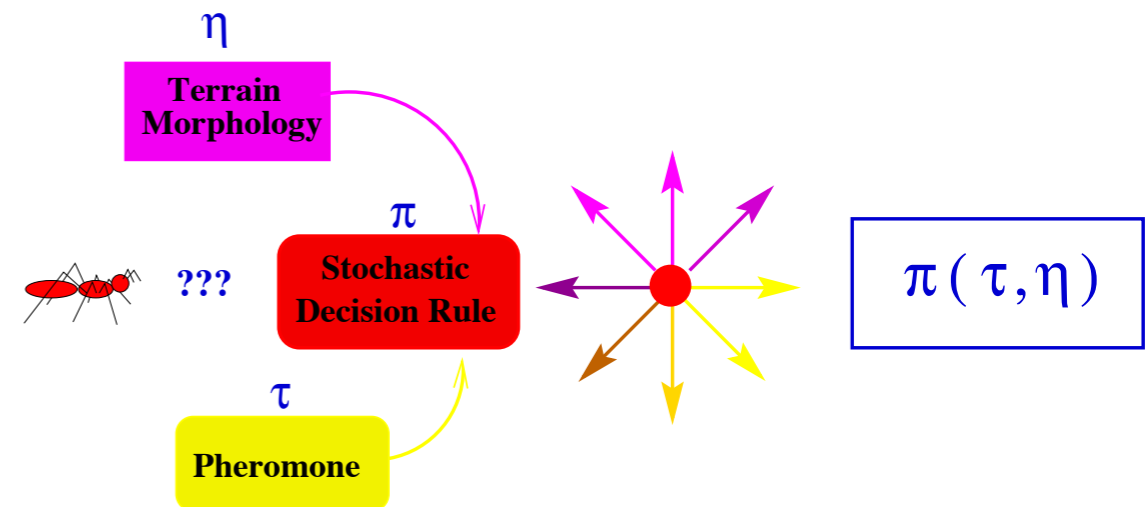 η
Terrain
Morphology
π
???
Stochastic
Decision Rule
π ( τ , η )
τ
Pheromone